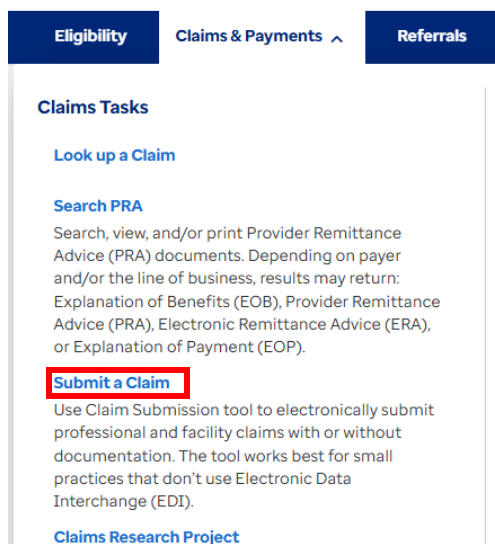 Eligibility Claims & Payments Referrals
Claims Tasks
Look up a Claim
Search PRA
Search, view, and/or print Provider Remittance
Advice (PRA) documents. Depending on payer
and/or the line of business, results may return:
Explanation of Benefits (EOB), Provider Remittance
Advice (PRA), Electronic Remittance Advice (ERA),
or Explanation of Payment (EOP).
Submit a Claim
Use Claim Submission tool to electronically submit
professional and facility claims with or without
documentation. The tool works best for small
practices that don’t use Electronic Data
Interchange (EDI).
Claims Research Project